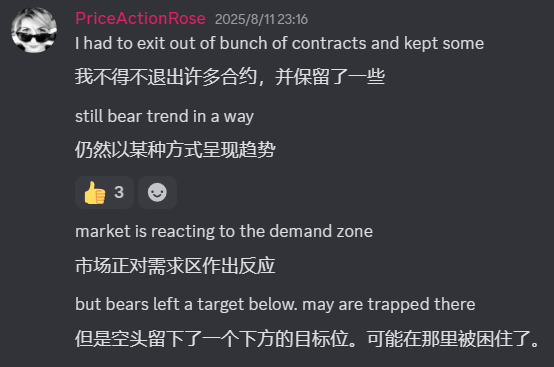 PriceActionRose 2025/8/11 23:16
I had to exit out of bunch of contracts and kept some
我不得不退出许多合约，并保留了一些
still bear trend in a way
仍然以某种方式呈现趋势
👍 3
market is reacting to the demand zone
市场正对需求区作出反应
but bears left a target below. may are trapped there
但是空头留下了一个下方的目标位。可能在那里被困住了。